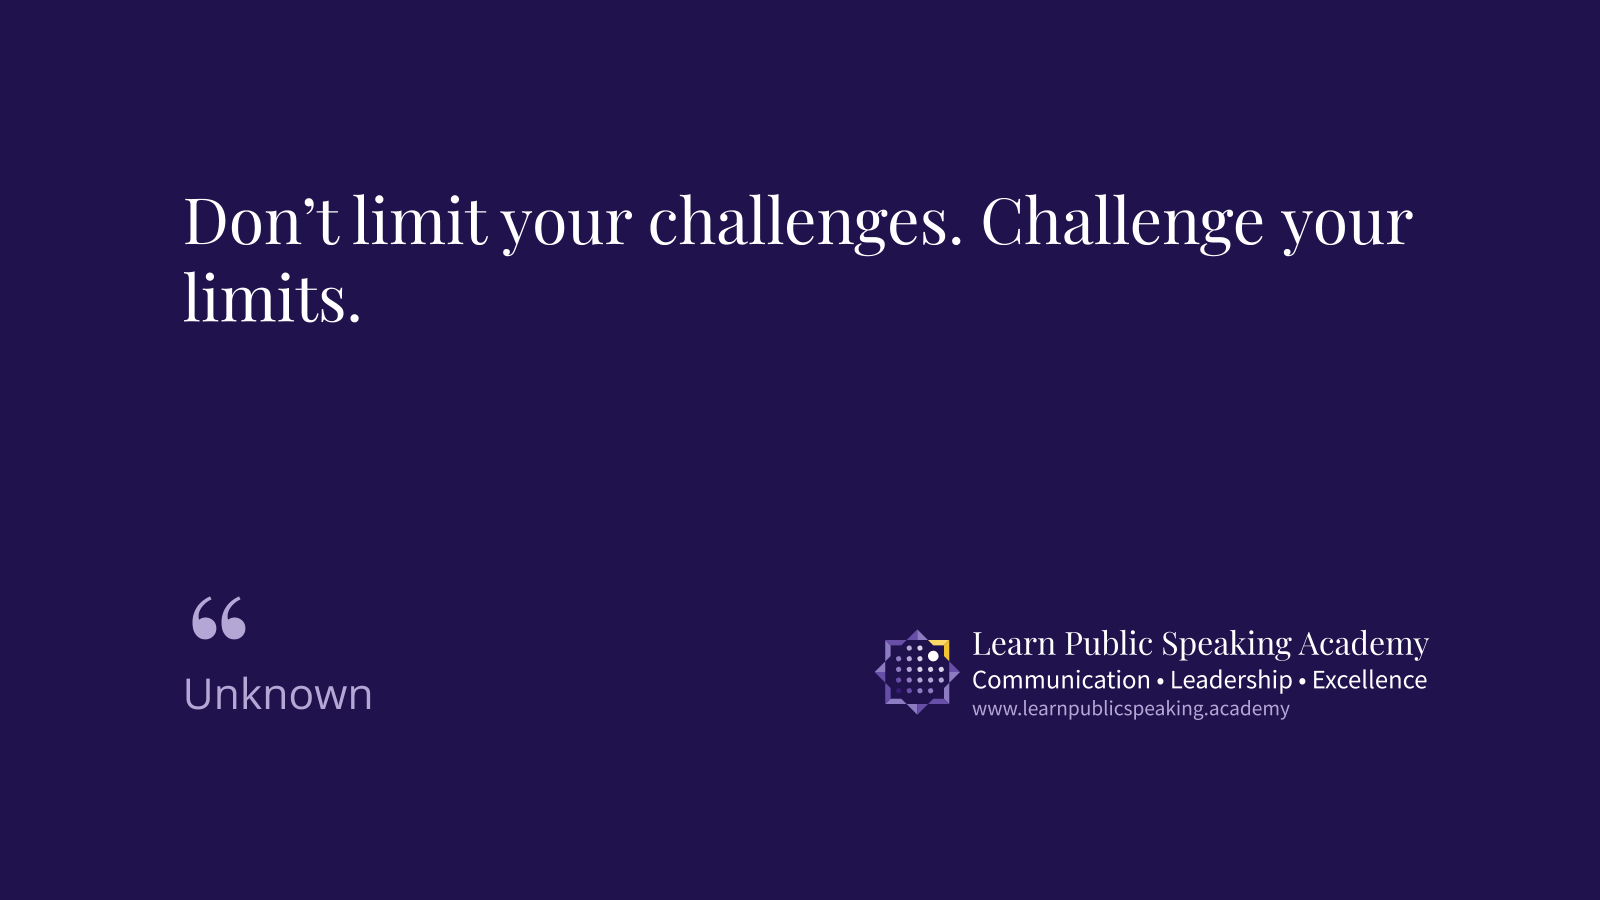 Don’t limit your challenges. Challenge your
limits.
“
Unknown
Learn Public Speaking Academy
Communication • Leadership • Excellence
www.learnpublicspeaking.academy